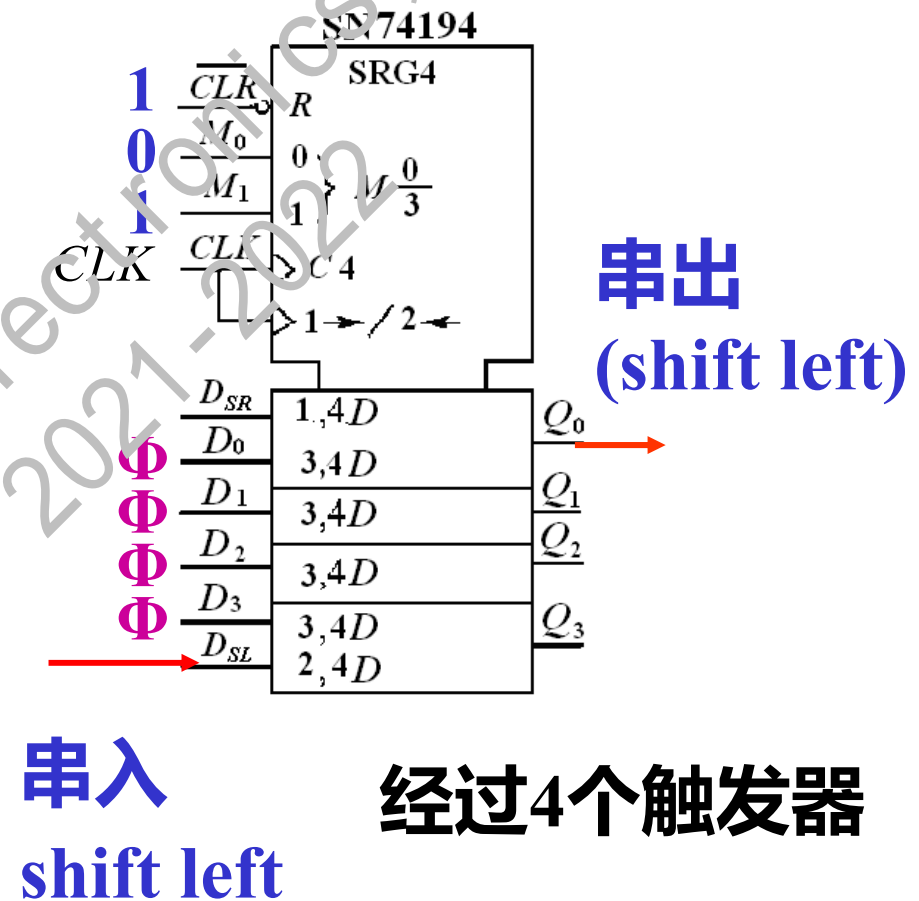 SN74194
SRG4
1 CLR R
0 M0 0 M 0/3
1 M1 1
CLK CLK C4
1 / 2
串出
(shift left)
DSR 1,4D Q0
Φ D0 3,4D
Φ D1 3,4D Q1
Φ D2 3,4D Q2
Φ D3 3,4D Q3
DSL 2,4D
串入
shift left
经过4个触发器
ectronics
2021-2022